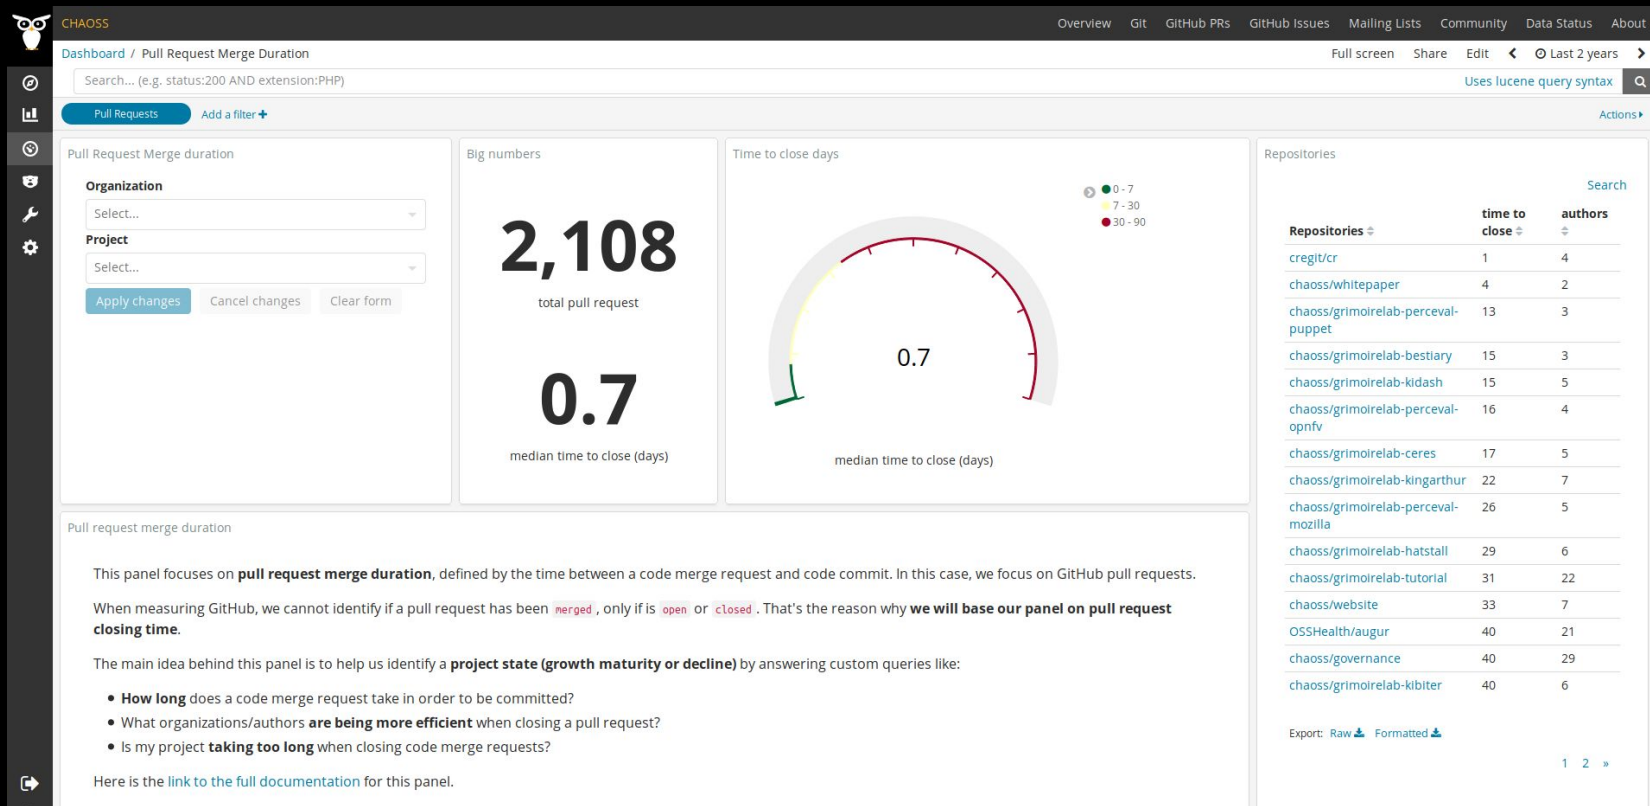 CHAOSS
Overview Git GitHub PRs GitHub Issues Mailing Lists Community Data Status About
Dashboard / Pull Request Merge Duration
Full screen Share Edit Last 2 years
Search... (e.g. status:200 AND extension:PHP)
Uses lucene query syntax
Pull Requests
Add a filter
Actions
Pull Request Merge duration
Organization
Select...
Project
Select...
Apply changes Cancel changes Clear form
Big numbers
2,108
total pull request
0.7
median time to close (days)
Time to close days
0 - 7
7 - 30
30 - 90
0.7
median time to close (days)
Repositories
Search
Repositories time to close authors
cregit/cr 1 4
chaoss/whitepaper 4 2
chaoss/grimoirelab-perceval- 13 3
puppet
chaoss/grimoirelab-bestiary 15 3
chaoss/grimoirelab-kidash 15 5
chaoss/grimoirelab-perceval- 16 4
opnfv
chaoss/grimoirelab-ceres 17 5
chaoss/grimoirelab-kingarthur 22 7
chaoss/grimoirelab-perceval- 26 5
mozilla
chaoss/grimoirelab-hatstall 29 6
chaoss/grimoirelab-tutorial 31 22
chaoss/website 33 7
OSSHealth/augur 40 21
chaoss/governance 40 29
chaoss/grimoirelab-kibiter 40 6
Export: Raw Formatted
1 2 »
Pull request merge duration
This panel focuses on pull request merge duration, defined by the time between a code merge request and code commit. In this case, we focus on GitHub pull requests.
When measuring GitHub, we cannot identify if a pull request has been merged, only if is open or closed. That's the reason why we will base our panel on pull request
closing time.
The main idea behind this panel is to help us identify a project state (growth maturity or decline) by answering custom queries like:
• How long does a code merge request take in order to be committed?
• What organizations/authors are being more efficient when closing a pull request?
• Is my project taking too long when closing code merge requests?
Here is the link to the full documentation for this panel.